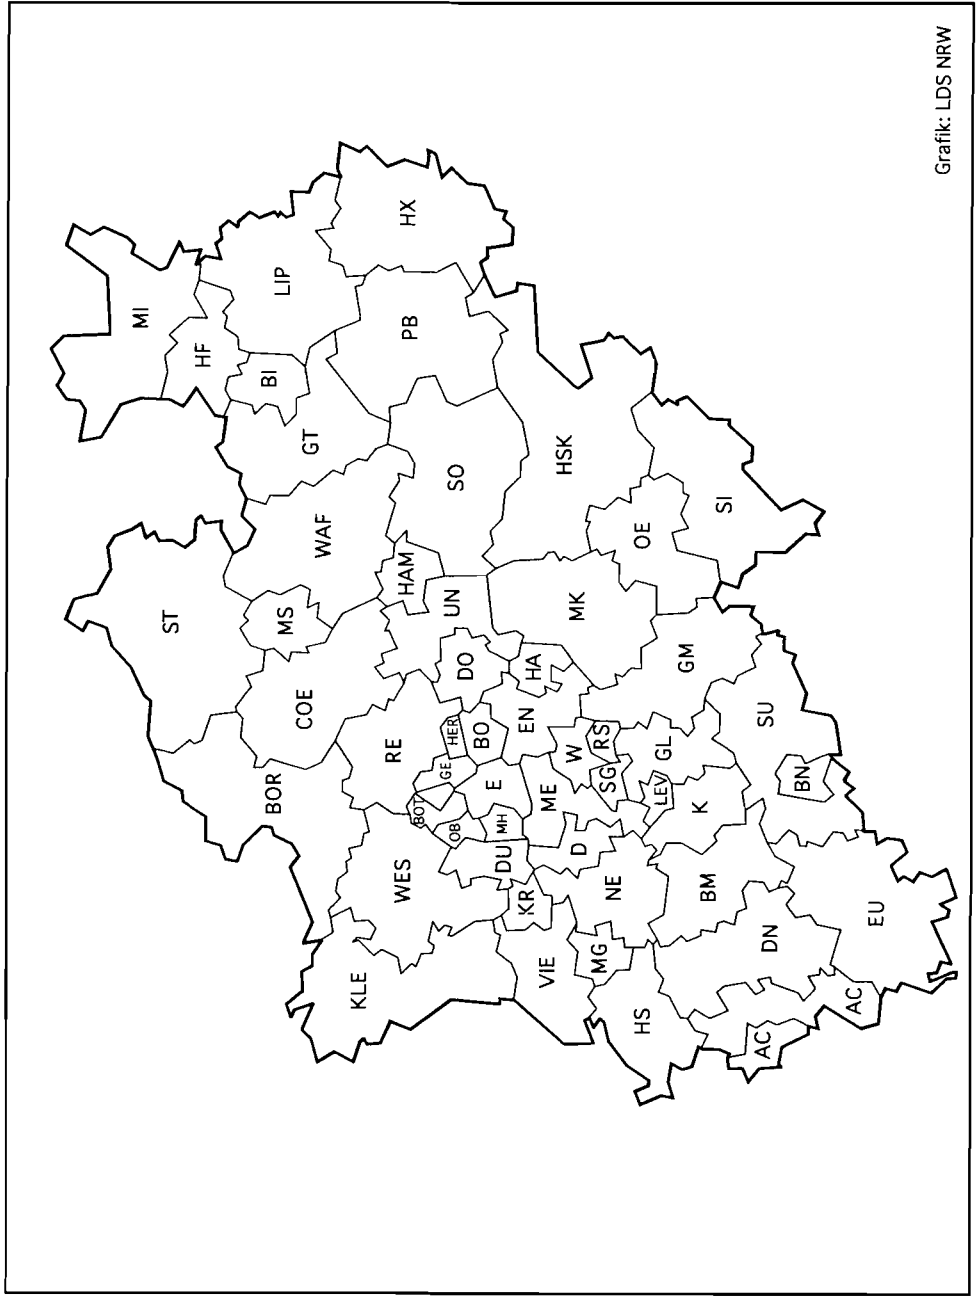 MI
HF
LIP
BI
HX
GT
PB
ST
WAF
MS
SO
HSK
COE
HAM
UN
BOR
RE
DO
HA
MK
OE
SI
HER
BO
EN
GE
BOT
OB
E
MH
WES
DU
ME
W
RS
SG
GM
GL
LEV
SU
KLE
KR
D
K
BN
VIE
NE
MG
BM
HS
DN
EU
AC
AC
Grafik: LDS NRW